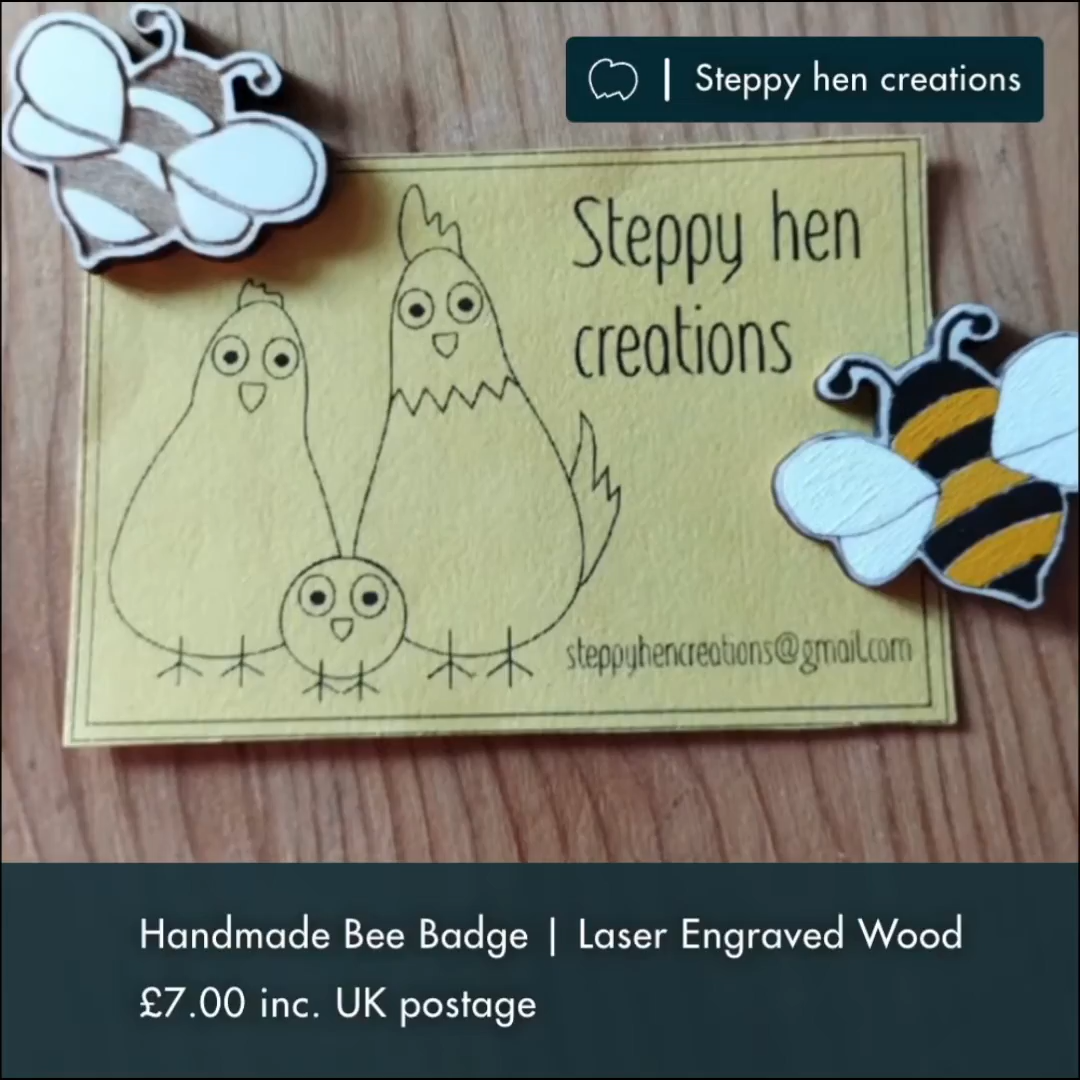 | Steppy hen creations
Steppy hen
creations
steppyhencreations@gmail.com
Handmade Bee Badge | Laser Engraved Wood
£7.00 inc. UK postage